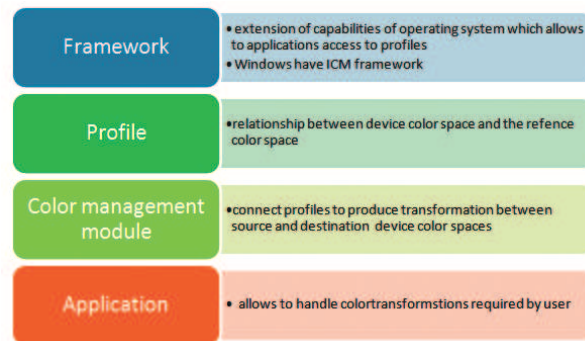 Framework
•extension of capabilities of operating system which allows
to applications access to profiles
•Windows have ICM framework
Profile
•relationship between device color space and the refence
color space
Color management
module
•connect profiles to produce transformation between
source and destination device color spaces
Application
• allows to handle colortransformstions required by user